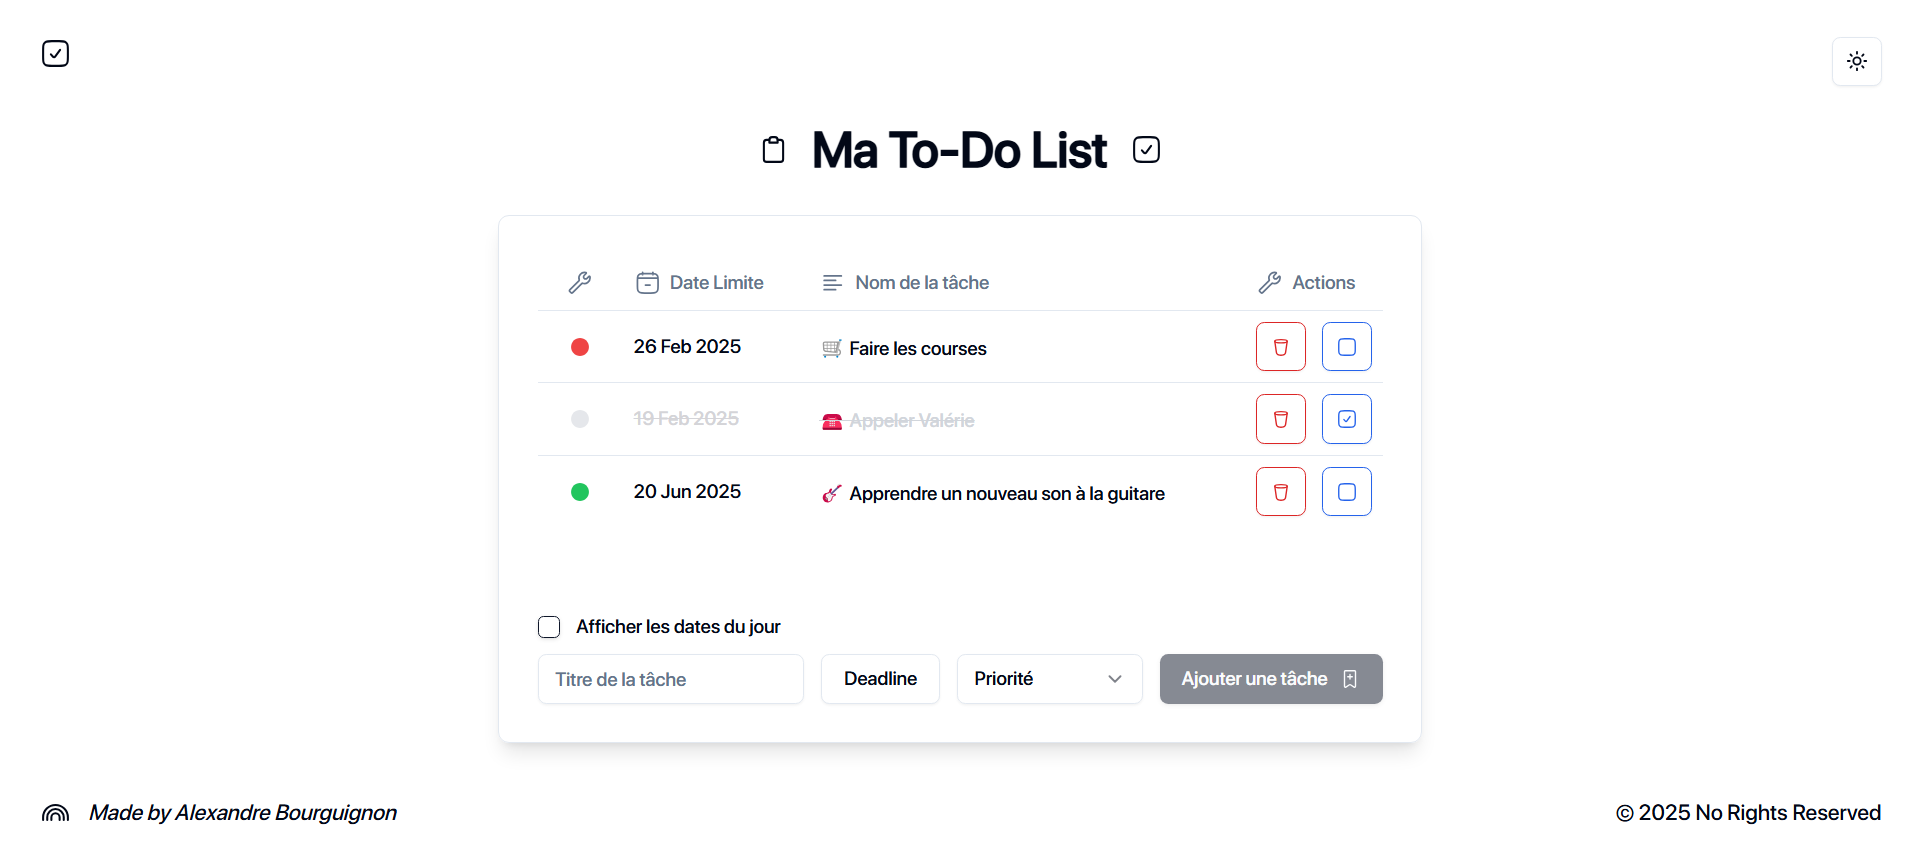 Ma To-Do List
Date Limite Nom de la tâche Actions
26 Feb 2025 Faire les courses
19 Feb 2025 Appeler Valérie
20 Jun 2025 Apprendre un nouveau son à la guitare
Afficher les dates du jour
Titre de la tâche Deadline Priorité Ajouter une tâche
Made by Alexandre Bourguignon © 2025 No Rights Reserved